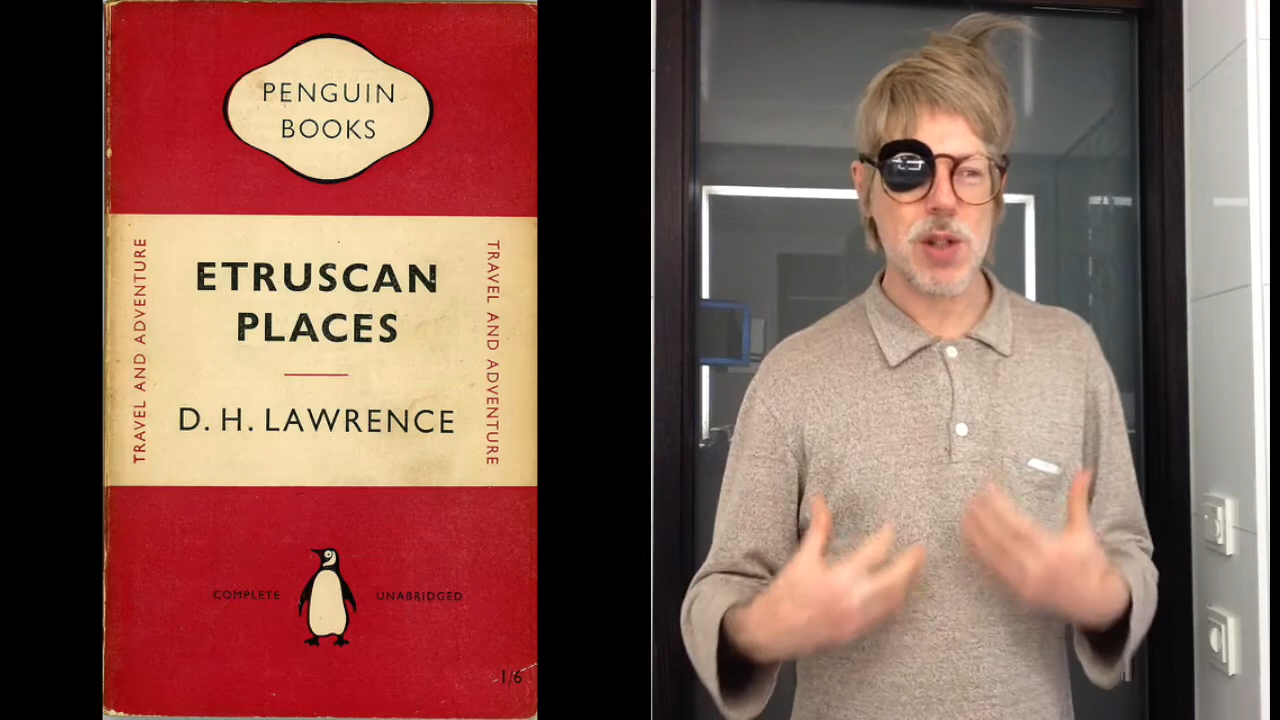 PENGUIN
BOOKS
TRAVEL AND ADVENTURE
ETRUSCAN
PLACES
D. H. LAWRENCE
TRAVEL AND ADVENTURE
COMPLETE
UNABRIDGED
1/6